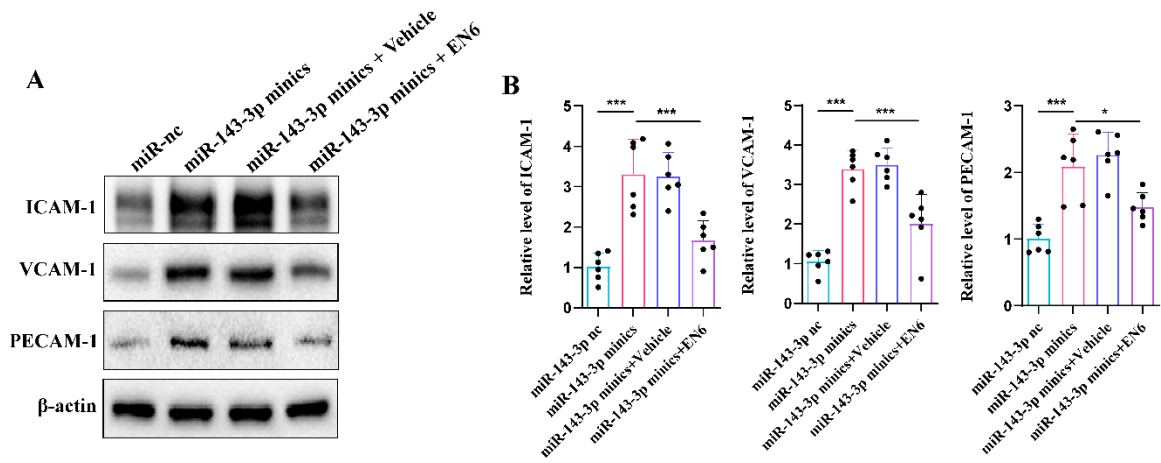 A
miR-nc
miR-143-3p minics
miR-143-3p minics + Vehicle
miR-143-3p minics + EN6
ICAM-1
VCAM-1
PECAM-1
β-actin
B
Relative level of ICAM-1
5
4
3
2
1
0
***
***
miR-143-3p nc
miR-143-3p minics
miR-143-3p minics+Vehicle
miR-143-3p minics+EN6
Relative level of VCAM-1
5
4
3
2
1
0
***
***
miR-143-3p nc
miR-143-3p minics
miR-143-3p minics+Vehicle
miR-143-3p minics+EN6
Relative level of PECAM-1
3
2
1
0
***
*
miR-143-3p nc
miR-143-3p minics
miR-143-3p minics+Vehicle
miR-143-3p minics+EN6